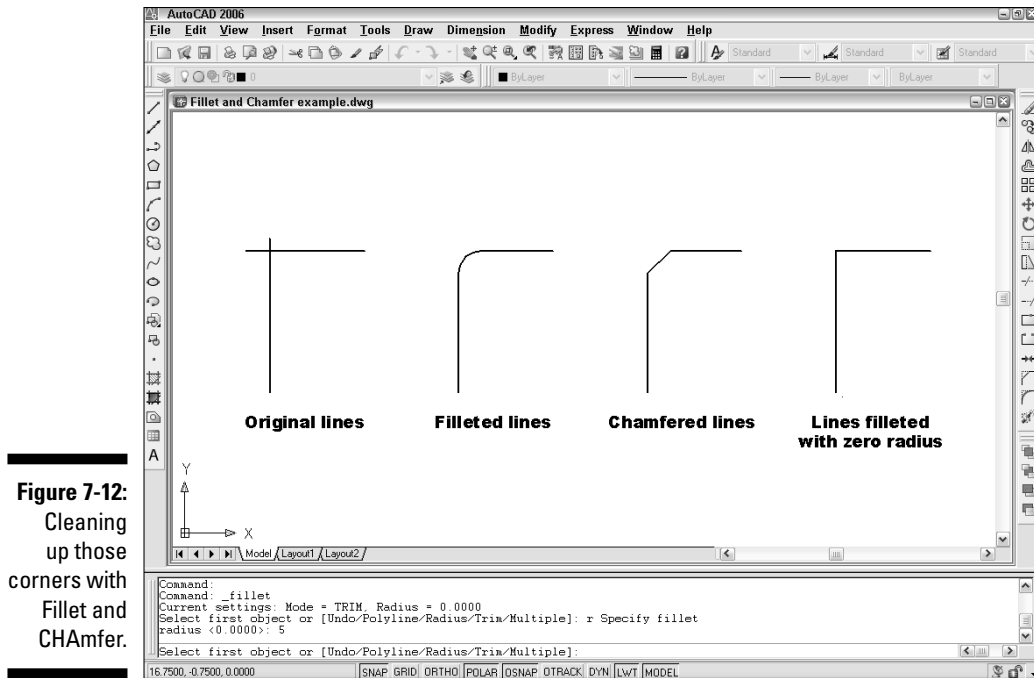 AutoCAD 2006
File Edit View Insert Format Tools Draw Dimension Modify Express Window Help
Standard Standard Standard
0 ByLayer ByLayer ByLayer ByLayer
Fillet and Chamfer example.dwg
A
Original lines
Filleted lines
Chamfered lines
Lines filleted
with zero radius
Y
X
Model Layout1 Layout2
Command:
Command: _fillet
Current settings: Mode = TRIM, Radius = 0.0000
Select first object or [Undo/Polyline/Radius/Trim/Multiple]: r Specify fillet
radius <0.0000>: 5
Select first object or [Undo/Polyline/Radius/Trim/Multiple]:
16.7500, -0.7500, 0.0000 SNAP GRID ORTHO POLAR OSNAP OTRACK DYN LWT MODEL
Figure 7-12:
Cleaning
up those
corners with
Fillet and
CHAmfer.